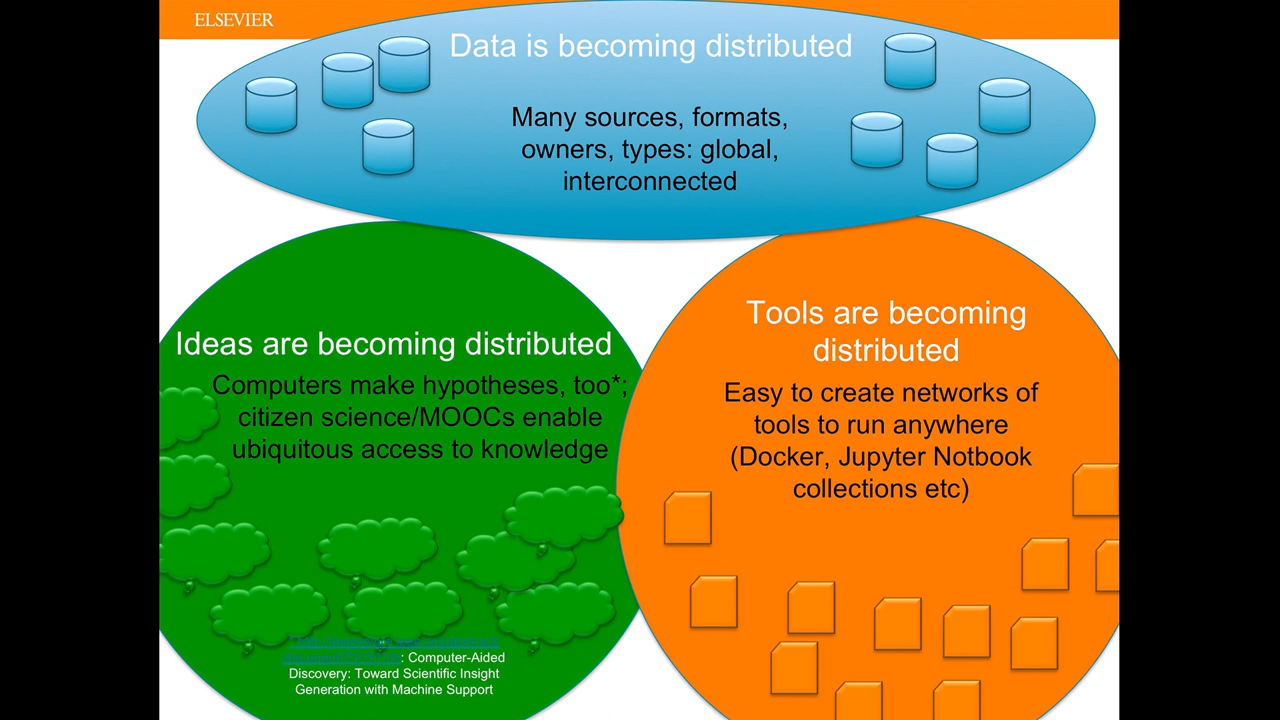 ELSEVIER
Data is becoming distributed
Many sources, formats,
owners, types: global,
interconnected
Ideas are becoming distributed
Computers make hypotheses, too*;
citizen science/MOOCs enable
ubiquitous access to knowledge
: Computer-Aided
Discovery: Toward Scientific Insight
Generation with Machine Support
Tools are becoming
distributed
Easy to create networks of
tools to run anywhere
(Docker, Jupyter Notbook
collections etc)